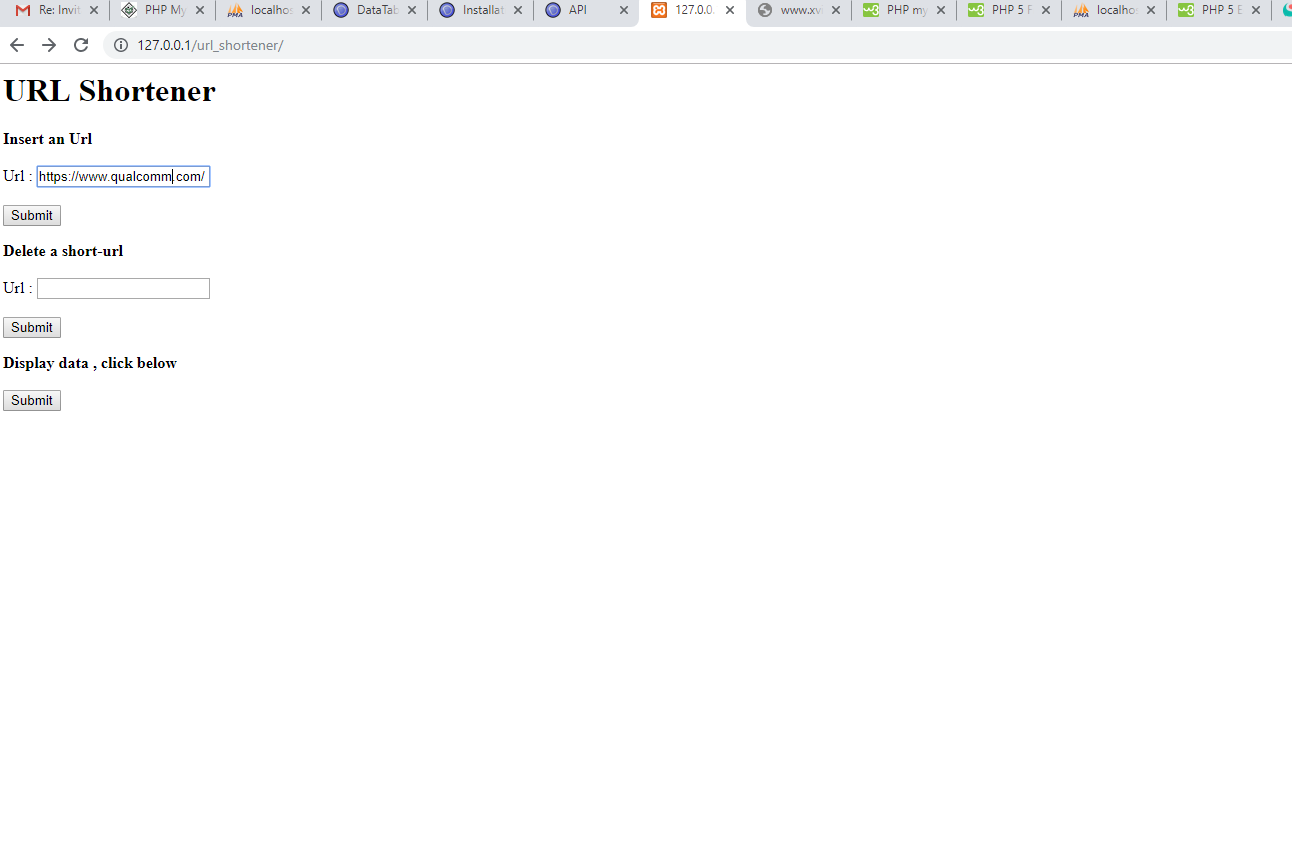 Re: Invit PHP My localhos DataTab Installat API 127.0.0. www.xv PHP my PHP 5 F localhos PHP 5 E
127.0.0.1/url_shortener/
URL Shortener
Insert an Url
Url : https://www.qualcomm.com/
Submit
Delete a short-url
Url :
Submit
Display data , click below
Submit